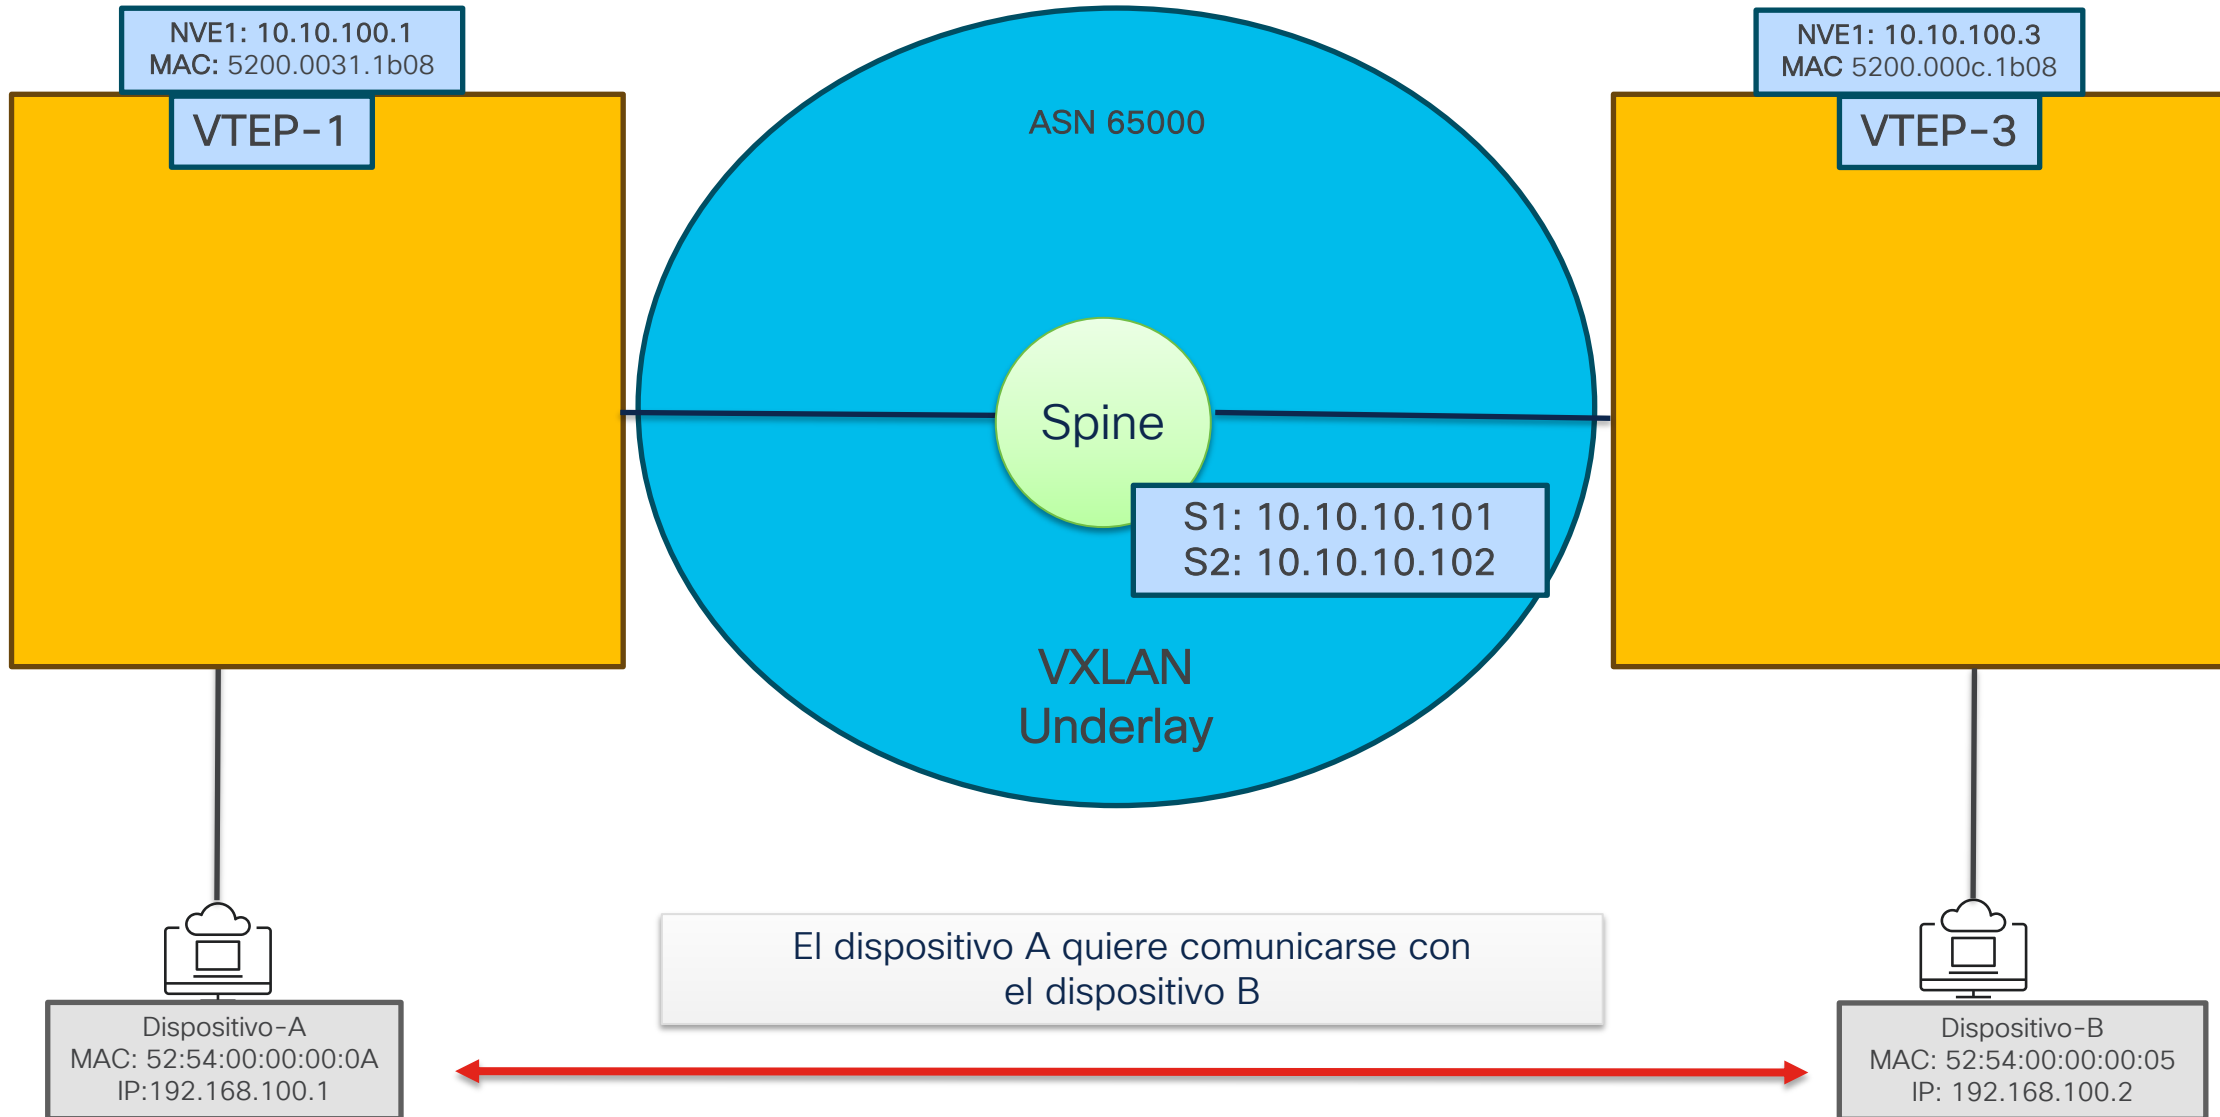 NVE1: 10.10.100.1
MAC: 5200.0031.1b08
VTEP-1
ASN 65000
NVE1: 10.10.100.3
MAC 5200.000c.1b08
VTEP-3
Spine
S1: 10.10.10.101
S2: 10.10.10.102
VXLAN
Underlay
El dispositivo A quiere comunicarse con
el dispositivo B
Dispositivo-A
MAC: 52:54:00:00:00:0A
IP:192.168.100.1
Dispositivo-B
MAC: 52:54:00:00:00:05
IP: 192.168.100.2